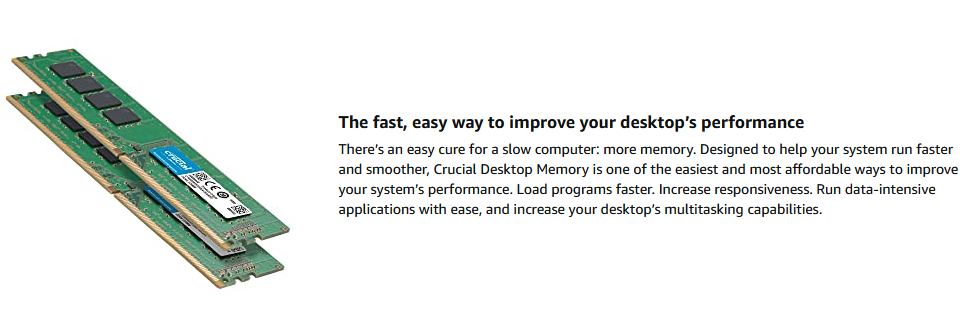 The fast, easy way to improve your desktop’s performance
There’s an easy cure for a slow computer: more memory. Designed to help your system run faster
and smoother, Crucial Desktop Memory is one of the easiest and most affordable ways to improve
your system’s performance. Load programs faster. Increase responsiveness. Run data-intensive
applications with ease, and increase your desktop’s multitasking capabilities.
crucial
CE